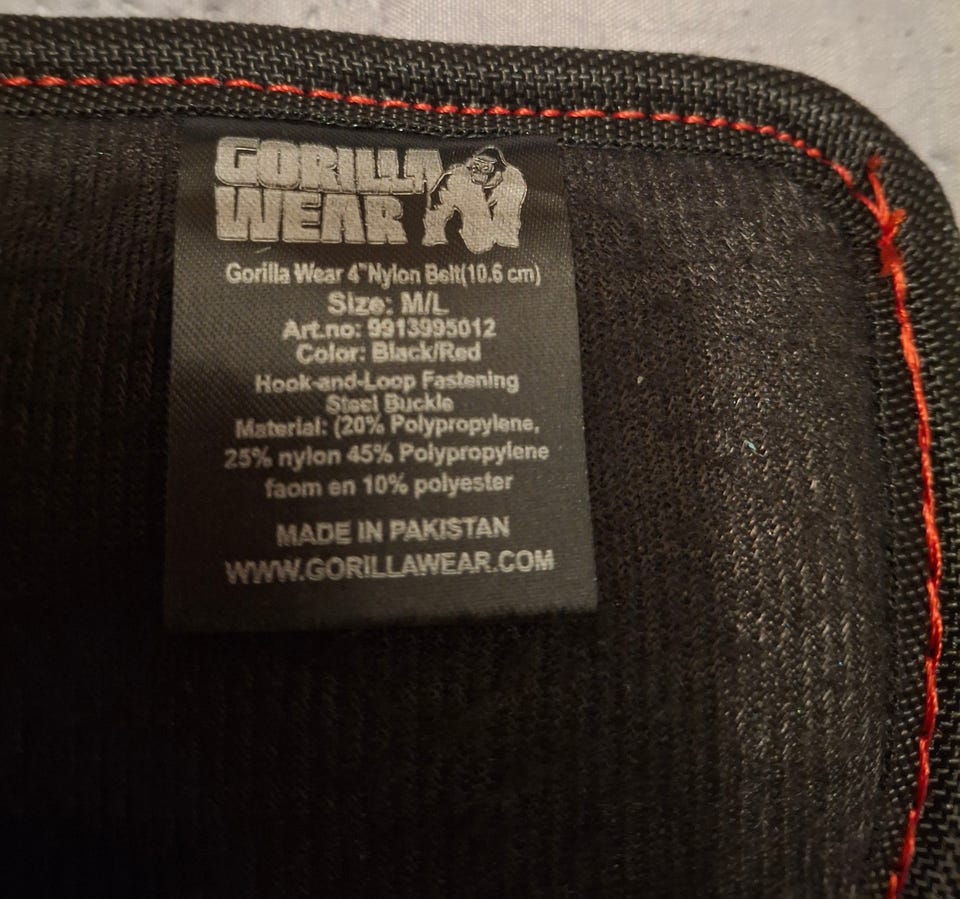 GORILLA
WEAR
Gorilla Wear 4"Nylon Belt(10.6 cm)
Size: M/L
Art.no: 9913995012
Color: Black/Red
Hook-and-Loop Fastening
Steel Buckle
Material: (20% Polypropylene,
25% nylon 45% Polypropylene
faom en 10% polyester
MADE IN PAKISTAN
WWW.GORILLAWEAR.COM